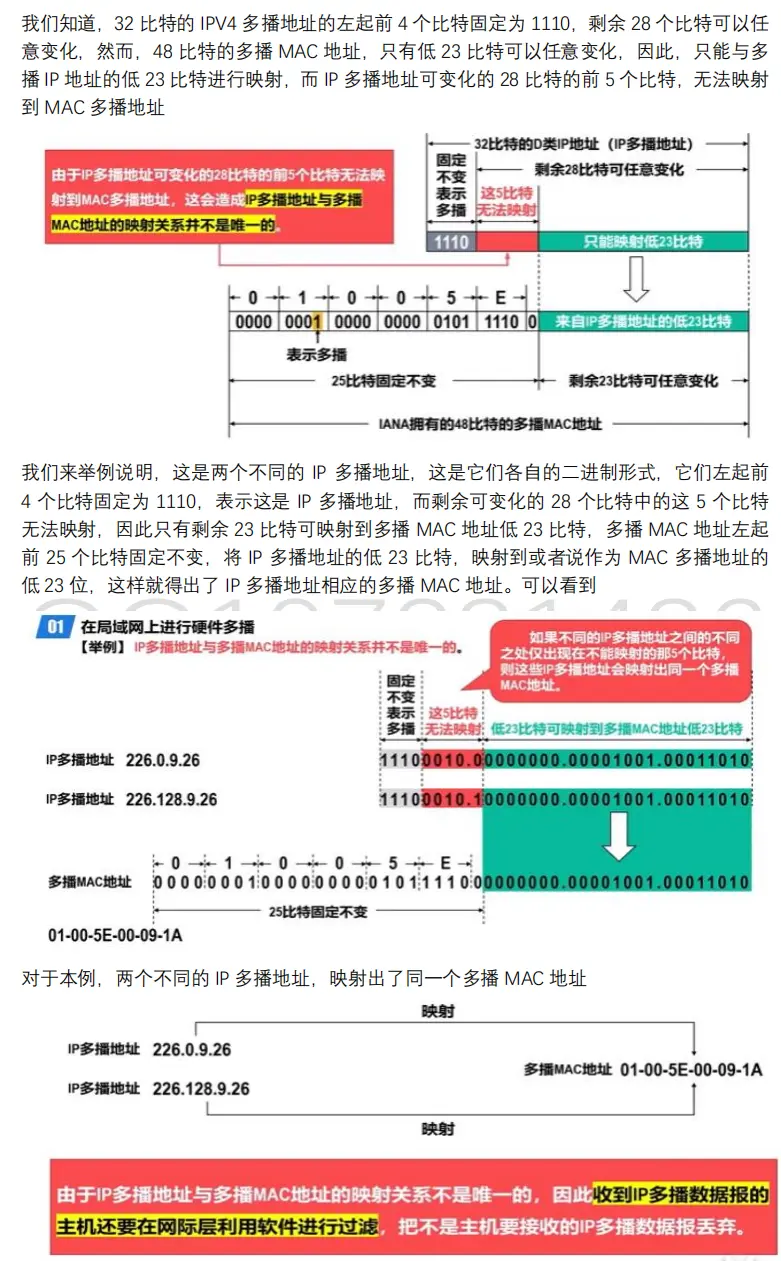 我们知道，32 比特的 IPV4 多播地址的左起前 4 个比特固定为 1110，剩余 28 个比特可以任
意变化，然而，48 比特的多播 MAC 地址，只有低 23 比特可以任意变化，因此，只能与多
播 IP 地址的低 23 比特进行映射，而 IP 多播地址可变化的 28 比特的前 5 个比特，无法映射
到 MAC 多播地址
32比特的D类IP地址（IP多播地址）
固定
不变
表示
多播
剩余28比特可任意变化
这5比特
无法映射
由于IP多播地址可变化的28比特的前5个比特无法映
射到MAC多播地址，这会造成IP多播地址与多播
MAC地址的映射关系并不是唯一的。
1110
只能映射低23比特
0 1 0 0 5 E
0000 0001 0000 0000 0101 1110 0 来自IP多播地址的低23比特
表示多播
25比特固定不变
剩余23比特可任意变化
IANA拥有的48比特的多播MAC地址
我们来举例说明，这是两个不同的 IP 多播地址，这是它们各自的二进制形式，它们左起前
4 个比特固定为 1110，表示这是 IP 多播地址，而剩余可变化的 28 个比特中的这 5 个比特
无法映射，因此只有剩余 23 比特可映射到多播 MAC 地址低 23 比特，多播 MAC 地址左起
前 25 个比特固定不变，将 IP 多播地址的低 23 比特，映射到或者说作为 MAC 多播地址的
低 23 位，这样就得出了 IP 多播地址相应的多播 MAC 地址。可以看到
01 在局域网上进行硬件多播
【举例】IP多播地址与多播MAC地址的映射关系并不是唯一的。
如果不同的IP多播地址之间的不同
之处仅出现在不能映射的那5个比特，
则这些IP多播地址会映射出同一个多播
MAC地址。
固定
不变
表示
多播
这5比特
无法映射
低23比特可映射到多播MAC地址低23比特
IP多播地址 226.0.9.26 11100010.00000000.00001001.00011010
IP多播地址 226.128.9.26 11100010.10000000.00001001.00011010
0 1 0 0 5 E
多播MAC地址 00000001000000000101111000000000.00001001.00011010
25比特固定不变
01-00-5E-00-09-1A
对于本例，两个不同的 IP 多播地址，映射出了同一个多播 MAC 地址
映射
IP多播地址 226.0.9.26
多播MAC地址 01-00-5E-00-09-1A
IP多播地址 226.128.9.26
映射
由于IP多播地址与多播MAC地址的映射关系不是唯一的，因此收到IP多播数据报的
主机还要在网际层利用软件进行过滤，把不是主机要接收的IP多播数据报丢弃。